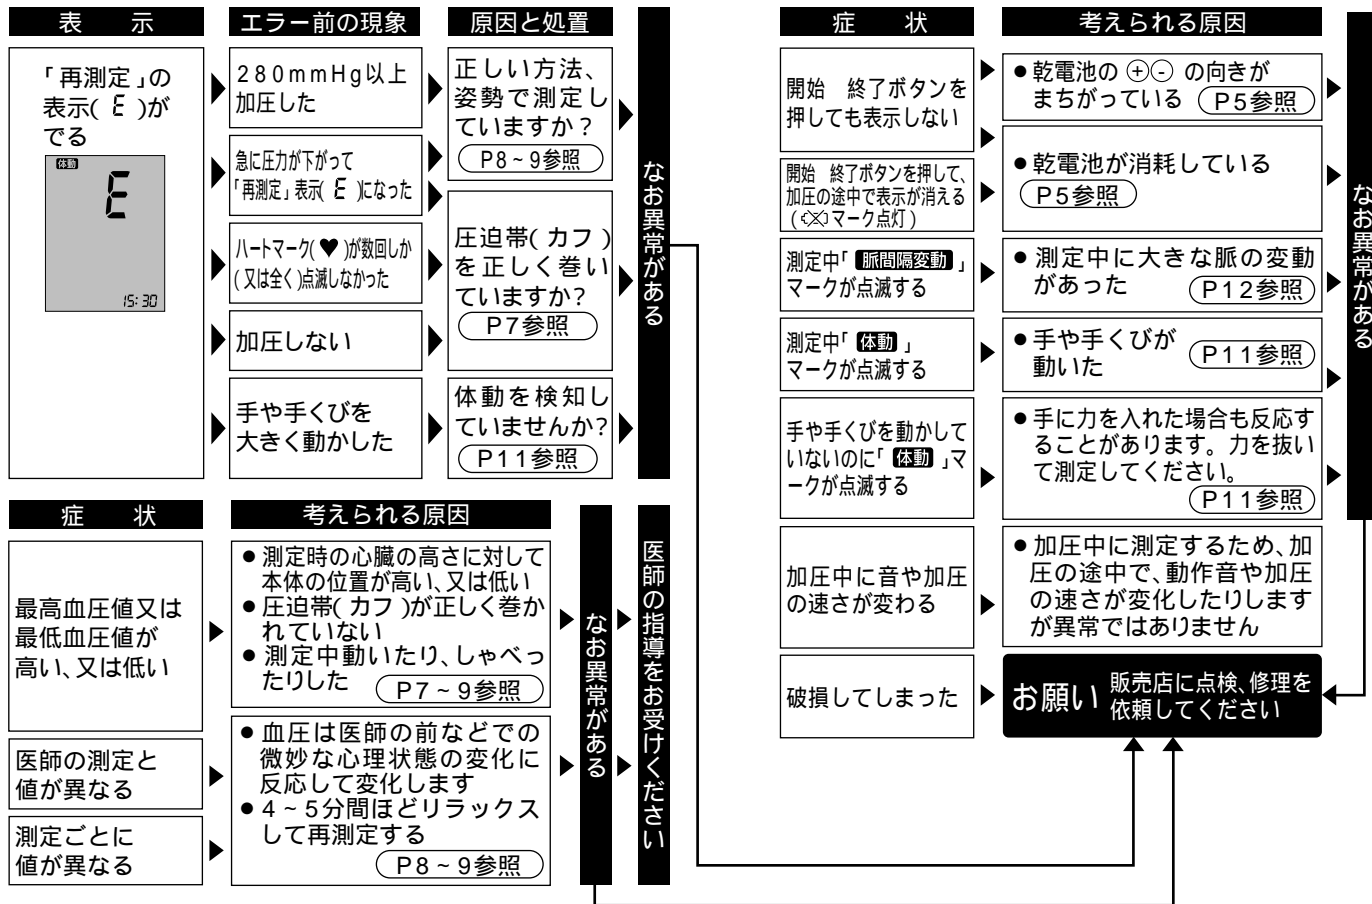 表 示
エラー前の現象
原因と処置
「再測定」の
表示( E )が
でる
体動
E
15:30
280mmHg以上
加圧した
急に圧力が下がって
「再測定」表示( E )になった
ハートマーク(♥)が数回しか
(又は全く)点滅しなかった
加圧しない
手や手くびを
大きく動かした
正しい方法、
姿勢で測定し
ていますか?
P8~9参照
圧迫帯(カフ)
を正しく巻い
ていますか?
P7参照
体動を検知し
ていませんか?
P11参照
なお異常がある
症 状
考えられる原因
最高血圧値又は
最低血圧値が
高い、又は低い
●測定時の心臓の高さに対して
本体の位置が高い、又は低い
●圧迫帯(カフ)が正しく巻か
れていない
●測定中動いたり、しゃべっ
たりした P7~9参照
医師の測定と
値が異なる
測定ごとに
値が異なる
●血圧は医師の前などでの
微妙な心理状態の変化に
反応して変化します
●4~5分間ほどリラックス
して再測定する
P8~9参照
なお異常がある
医師の指導をお受けください
症 状
考えられる原因
開始 終了ボタンを
押しても表示しない
●乾電池の⊕⊖の向きが
まちがっている P5参照
開始 終了ボタンを押して、
加圧の途中で表示が消える
(マーク点灯)
●乾電池が消耗している
P5参照
測定中「脈間隔変動」
マークが点滅する
●測定中に大きな脈の変動
があった P12参照
測定中「体動」
マークが点滅する
●手や手くびが
動いた P11参照
手や手くびを動かして
いないのに「体動」マ
ークが点滅する
●手に力を入れた場合も反応す
ることがあります。力を抜い
て測定してください。
P11参照
加圧中に音や加圧
の速さが変わる
●加圧中に測定するため、加
圧の途中で、動作音や加圧
の速さが変化したりします
が異常ではありません
破損してしまった
お願い 販売店に点検、修理を
依頼してください
なお異常がある